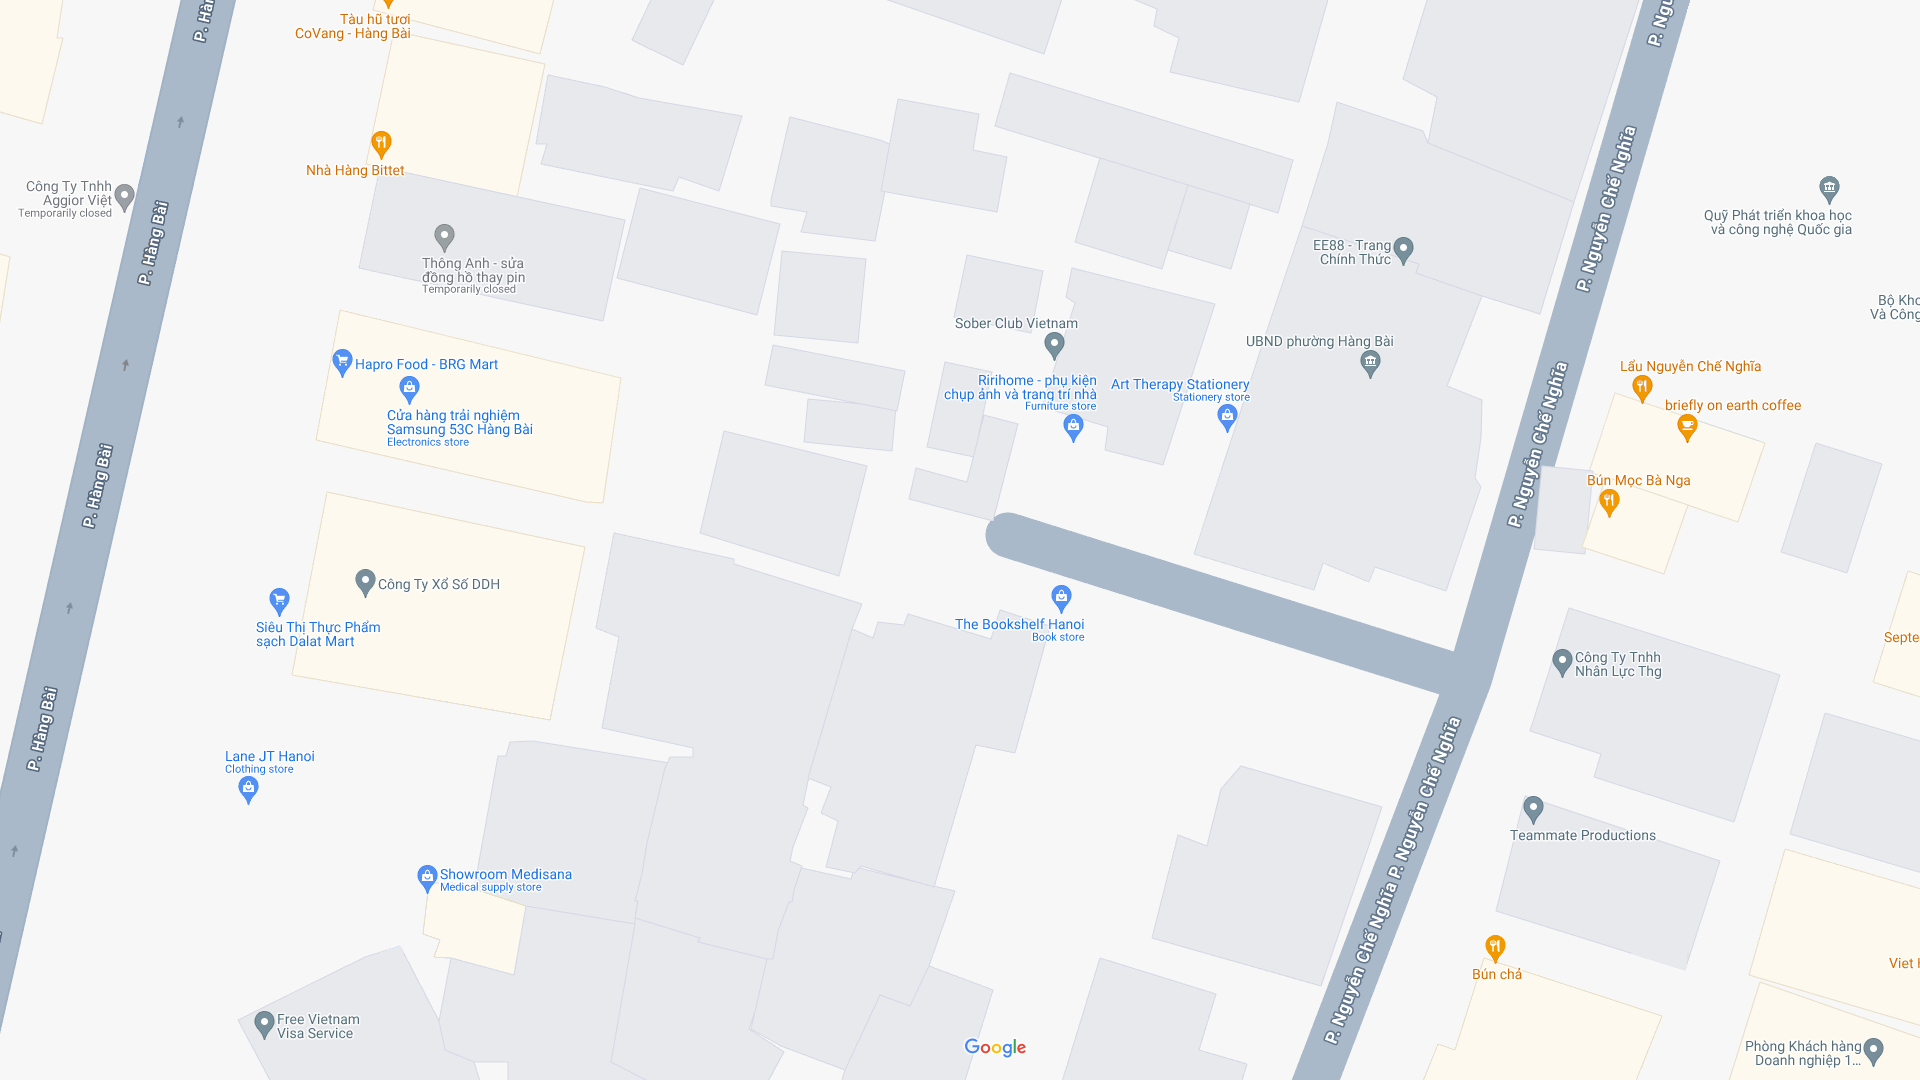 P. Hàng Bài
P. Hàng Bài
P. Hàng Bài
Tàu hũ tươi
CoVang - Hàng Bài
Nhà Hàng Bittet
Công Ty Tnhh
Aggior Việt
Temporarily closed
Thông Anh - sửa
đồng hồ thay pin
Temporarily closed
Hapro Food - BRG Mart
Cửa hàng trải nghiệm
Samsung 53C Hàng Bài
Electronics store
Công Ty Xổ Số DDH
Siêu Thị Thực Phẩm
sạch Dalat Mart
Lane JT Hanoi
Clothing store
Showroom Medisana
Medical supply store
Free Vietnam
Visa Service
Sober Club Vietnam
Ririhome - phụ kiện
chụp ảnh và trang trí nhà
Furniture store
Art Therapy Stationery
Stationery store
EE88 - Trang
Chính Thức
UBND phường Hàng Bài
The Bookshelf Hanoi
Book store
P. Nguyễn Chế Nghĩa
P. Nguyễn Chế Nghĩa
P. Nguyễn Chế Nghĩa
P. Nguyễn Chế Nghĩa
Quỹ Phát triển khoa học
và công nghệ Quốc gia
Bộ Kho
Và Công
Lẩu Nguyễn Chế Nghĩa
briefly on earth coffee
Bún Mọc Bà Nga
Septe
Công Ty Tnhh
Nhân Lực Thg
Teammate Productions
Bún chả
Viet
Phòng Khách hàng
Doanh nghiệp 1...
Google